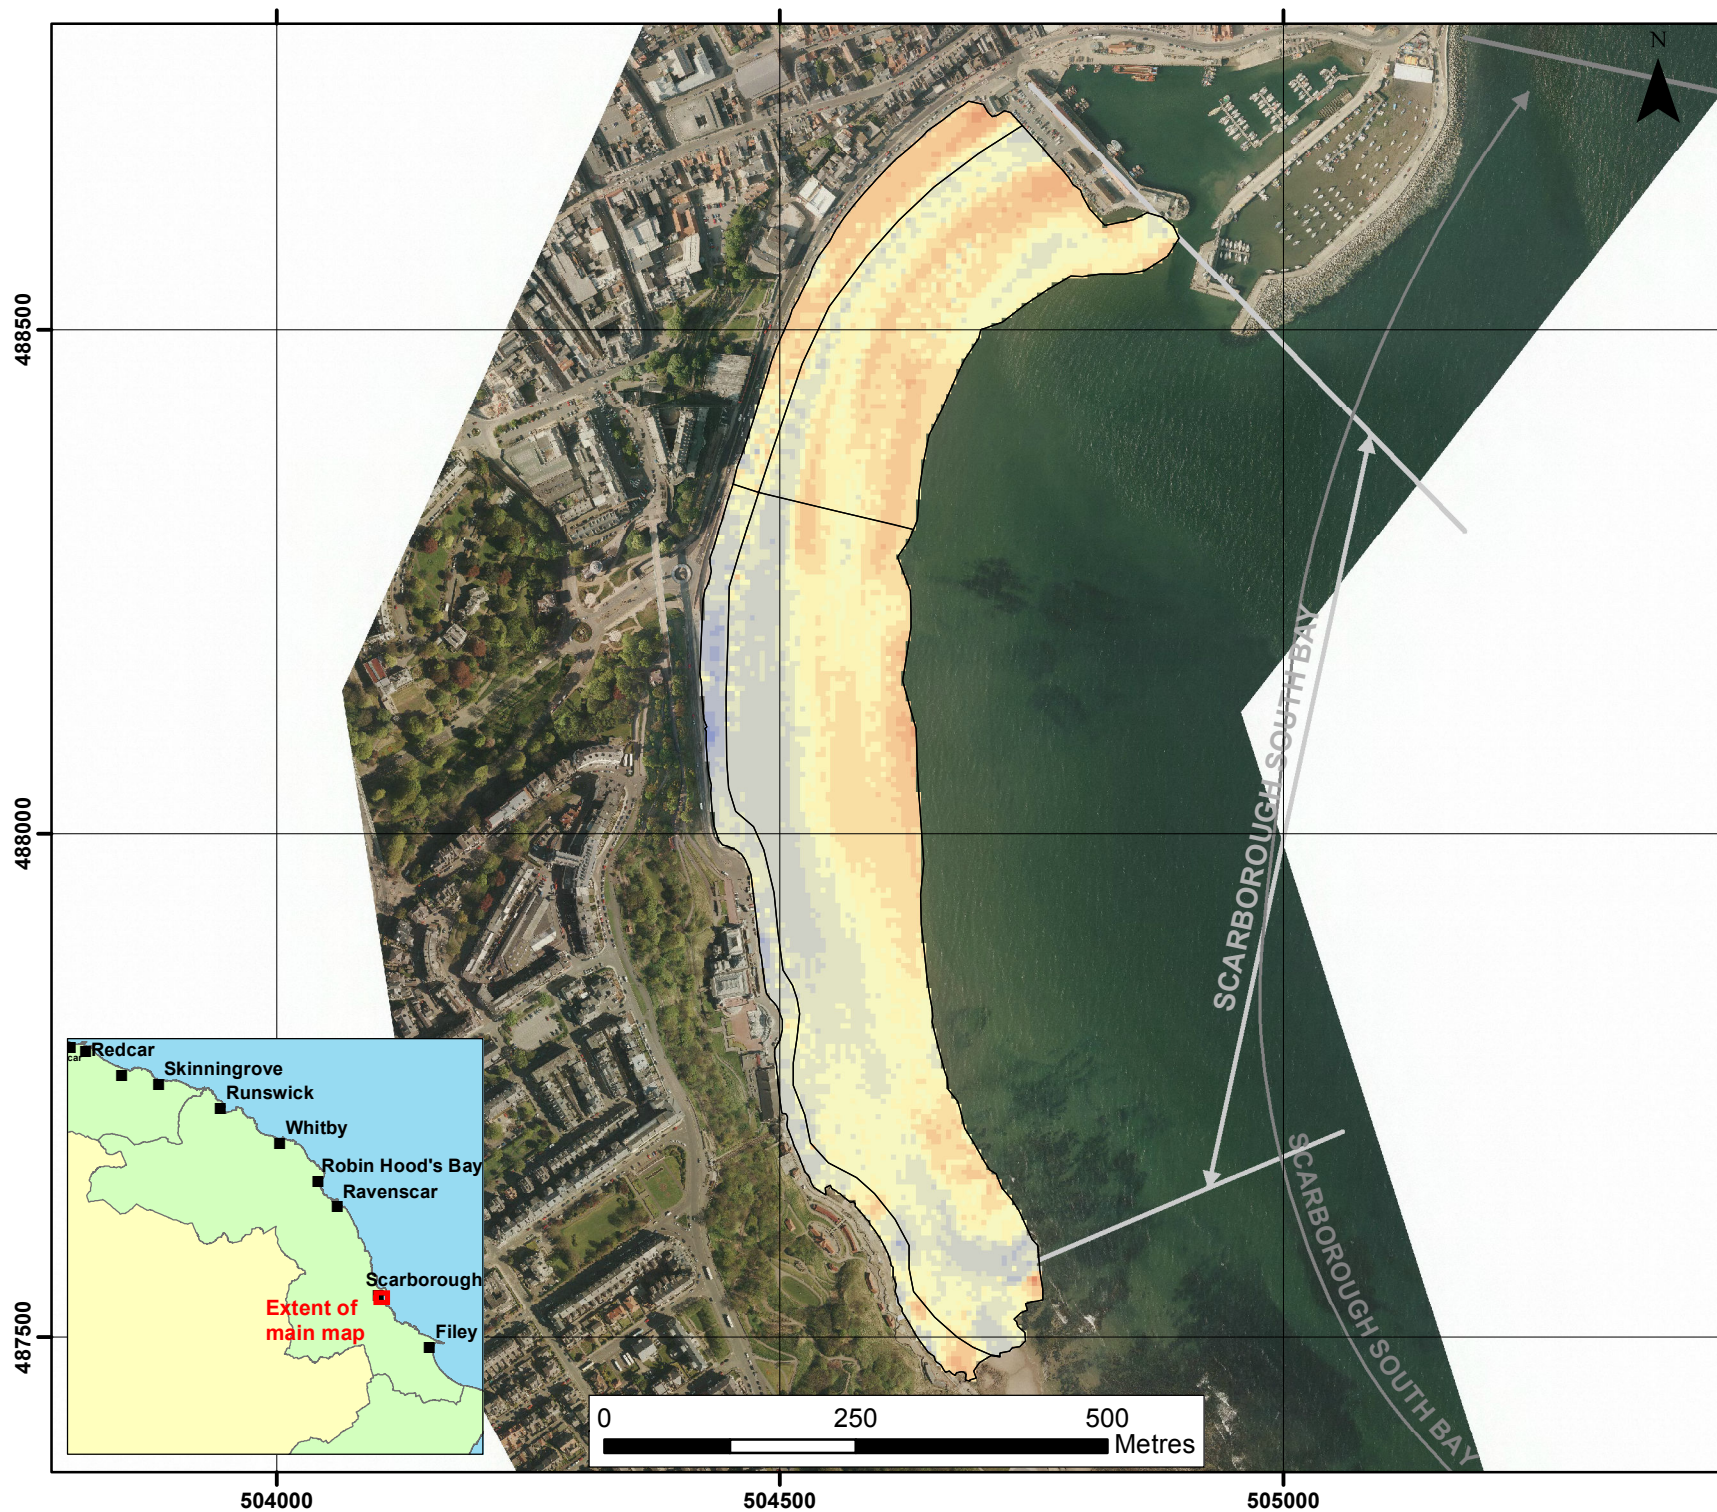 N
488500
488000
487500
SCARBOROUGH SOUTH BAY
SCARBOROUGH SOUTH BAY
car
Redcar
Skinningrove
Runswick
Whitby
Robin Hood's Bay
Ravenscar
Scarborough
Extent of
main map
Filey
0 250 500
Metres
504000 504500 505000